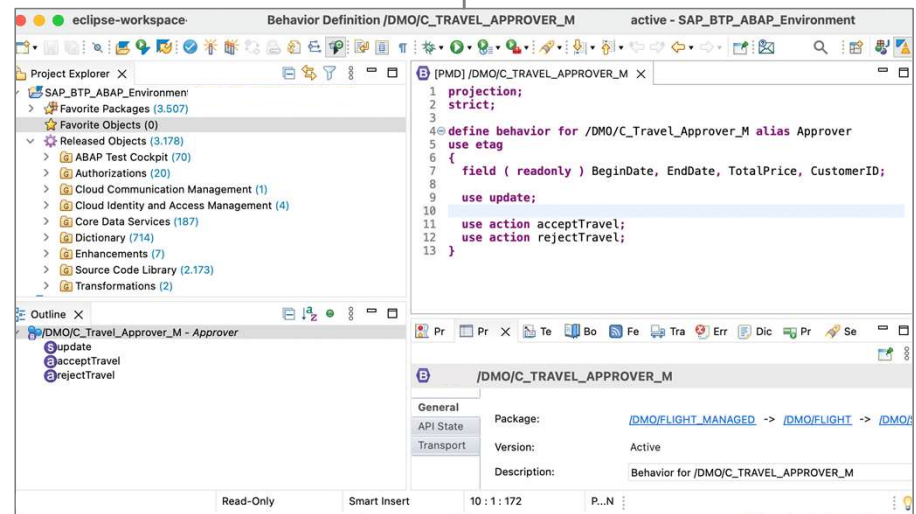 eclipse-workspace Behavior Definition /DMO/C_TRAVEL_APPROVER_M active - SAP_BTP_ABAP_Environment
Project Explorer
SAP_BTP_ABAP_Environment
Favorite Packages (3.507)
Favorite Objects (0)
Released Objects (3.178)
ABAP Test Cockpit (70)
Authorizations (20)
Cloud Communication Management (1)
Cloud Identity and Access Management (4)
Core Data Services (187)
Dictionary (714)
Enhancements (7)
Source Code Library (2.173)
Transformations (2)
[PMD] /DMO/C_TRAVEL_APPROVER_M
1 projection;
2 strict;
3
4 define behavior for /DMO/C_Travel_Approver_M alias Approver
5 use etag
6 {
7 field ( readonly ) BeginDate, EndDate, TotalPrice, CustomerID;
8
9 use update;
10
11 use action acceptTravel;
12 use action rejectTravel;
13 }
Outline
/DMO/C_Travel_Approver_M - Approver
update
acceptTravel
rejectTravel
Pr Pr Te Bo Fe Tra Err Dic Pr Se
/DMO/C_TRAVEL_APPROVER_M
General
API State
Transport
Package: /DMO/FLIGHT_MANAGED -> /DMO/FLIGHT ->
Version: Active
Description: Behavior for /DMO/C_TRAVEL_APPROVER_M
Read-Only Smart Insert 10 : 1 : 172 P...N